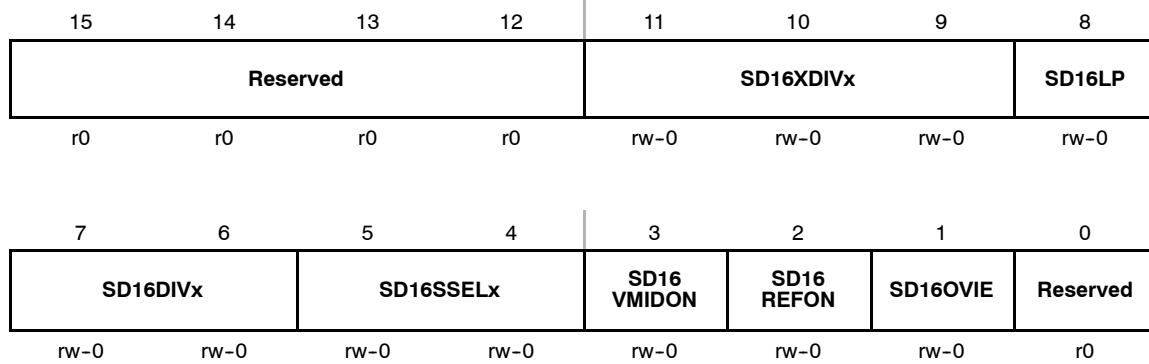 15 14 13 12 11 10 9 8
Reserved SD16XDIVx SD16LP
r0 r0 r0 r0 rw-0 rw-0 rw-0 rw-0
7 6 5 4 3 2 1 0
SD16DIVx SD16SSELx SD16 VMIDON SD16 REFON SD16OVIE Reserved
rw-0 rw-0 rw-0 rw-0 rw-0 rw-0 rw-0 r0